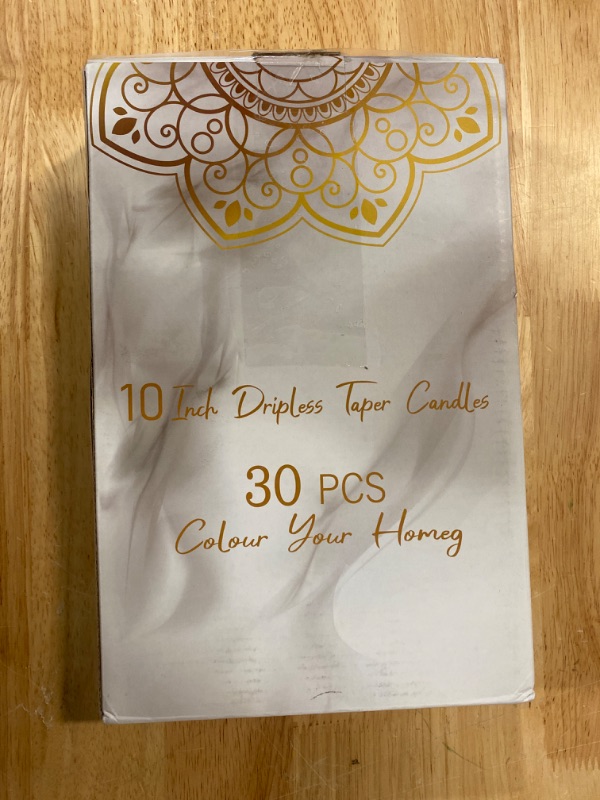 10 Inch Dripless Taper Candles
30 PCS
Colour Your Homeg